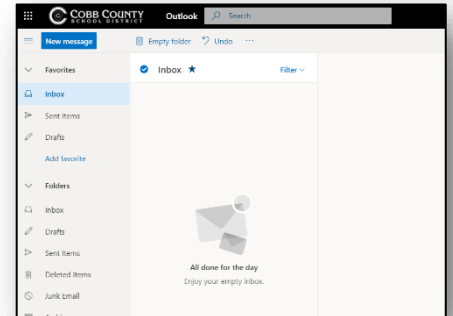 COBB COUNTY
SCHOOL DISTRICT
Outlook
Search
New message
Empty folder
Undo
Favorites
Inbox
Sent Items
Drafts
Add favorite
Folders
Inbox
Drafts
Sent Items
Deleted Items
Junk Email
Inbox
Filter
All done for the day
Enjoy your empty inbox.